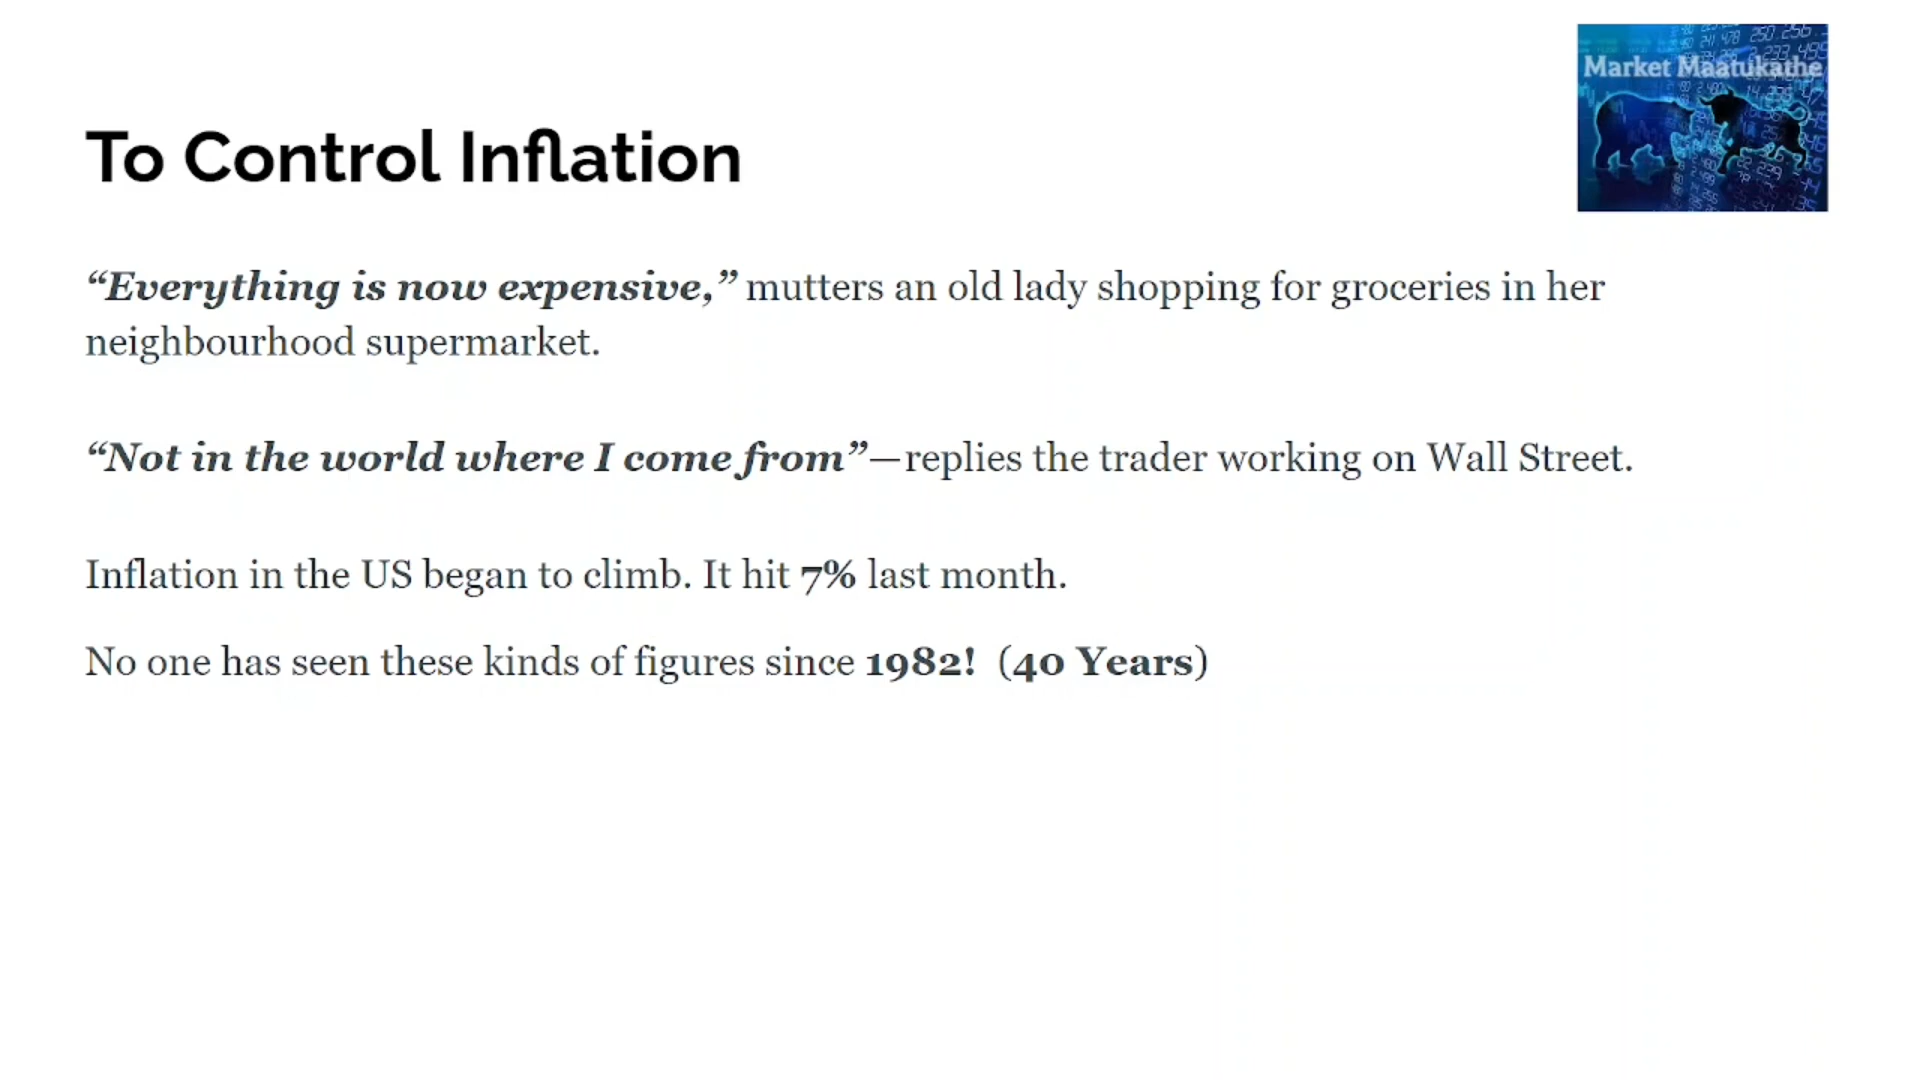 Market Maatukathe
To Control Inflation
“Everything is now expensive,” mutters an old lady shopping for groceries in her
neighbourhood supermarket.
“Not in the world where I come from”—replies the trader working on Wall Street.
Inflation in the US began to climb. It hit 7% last month.
No one has seen these kinds of figures since 1982! (40 Years)